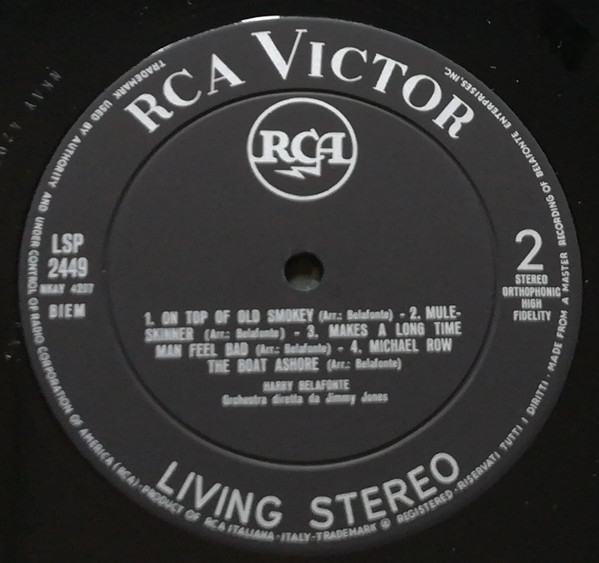 RCA VICTOR
RCA
LSP
2449
NKAY 4207
BIEM
2
STEREO
ORTHOPHONIC
HIGH
FIDELITY
1. ON TOP OF OLD SMOKEY (Arr.: Belafonte) - 2. MULE-
SKINNER (Arr.: Belafonte) - 3. MAKES A LONG TIME
MAN FEEL BAD (Arr.: Belafonte) - 4. MICHAEL ROW
THE BOAT ASHORE (Arr.: Belafonte)
HARRY BELAFONTE
Orchestra diretta da Jimmy Jones
LIVING STEREO
TRADEMARK USED BY AUTHORITY AND UNDER CONTROL OF RADIO CORPORATION OF AMERICA (RCA) - PRODUCT OF RCA ITALIANA - ITALY - TRADEMARK ® REGISTERED - RISERVATI TUTTI I DIRITTI - MADE FROM A MASTER RECORDING OF BELAFONTE ENTERPRISES, INC.